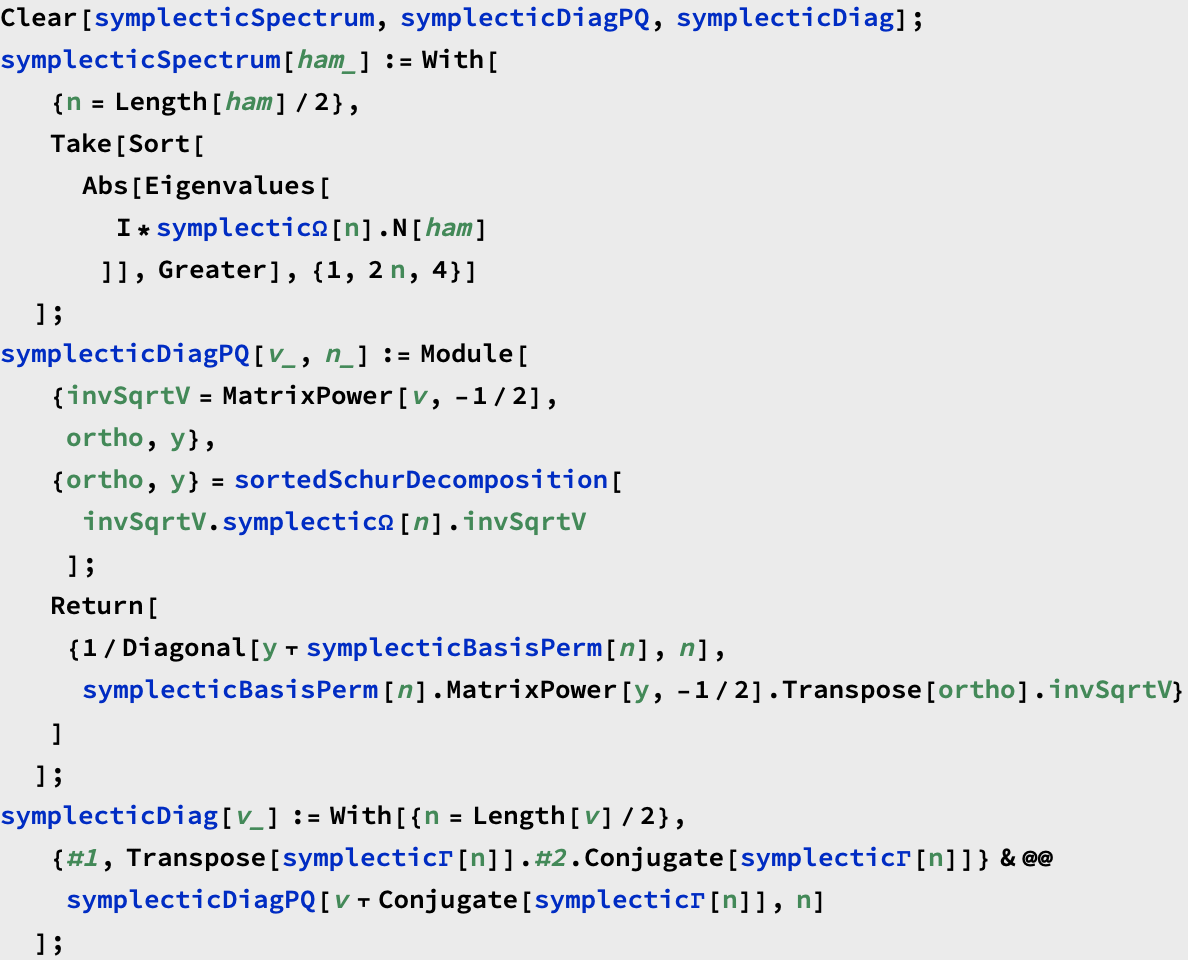 Clear[symplecticSpectrum, symplecticDiagPQ, symplecticDiag];
symplecticSpectrum[ham_] := With[
{n = Length[ham] / 2},
Take[Sort[
Abs[Eigenvalues[
I * symplecticΩ[n].N[ham]
]], Greater], {1, 2 n, 4}]
];
symplecticDiagPQ[v_, n_] := Module[
{invSqrtV = MatrixPower[v, -1 / 2],
ortho, y},
{ortho, y} = sortedSchurDecomposition[
invSqrtV.symplecticΩ[n].invSqrtV
];
Return[
{1 / Diagonal[y ⫟ symplecticBasisPerm[n], n],
symplecticBasisPerm[n].MatrixPower[y, -1 / 2].Transpose[ortho].invSqrtV}
]
];
symplecticDiag[v_] := With[{n = Length[v] / 2},
{#1, Transpose[symplecticΓ[n]].#2.Conjugate[symplecticΓ[n]]} & @@
symplecticDiagPQ[v ⫟ Conjugate[symplecticΓ[n]], n]
];